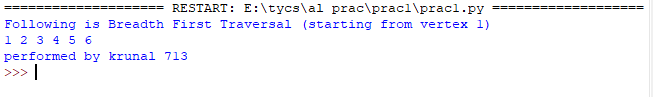 ==================== RESTART: E:\tycs\al prac\prac1\prac1.py ====================
Following is Breadth First Traversal (starting from vertex 1)
1 2 3 4 5 6
performed by krunal 713
>>>